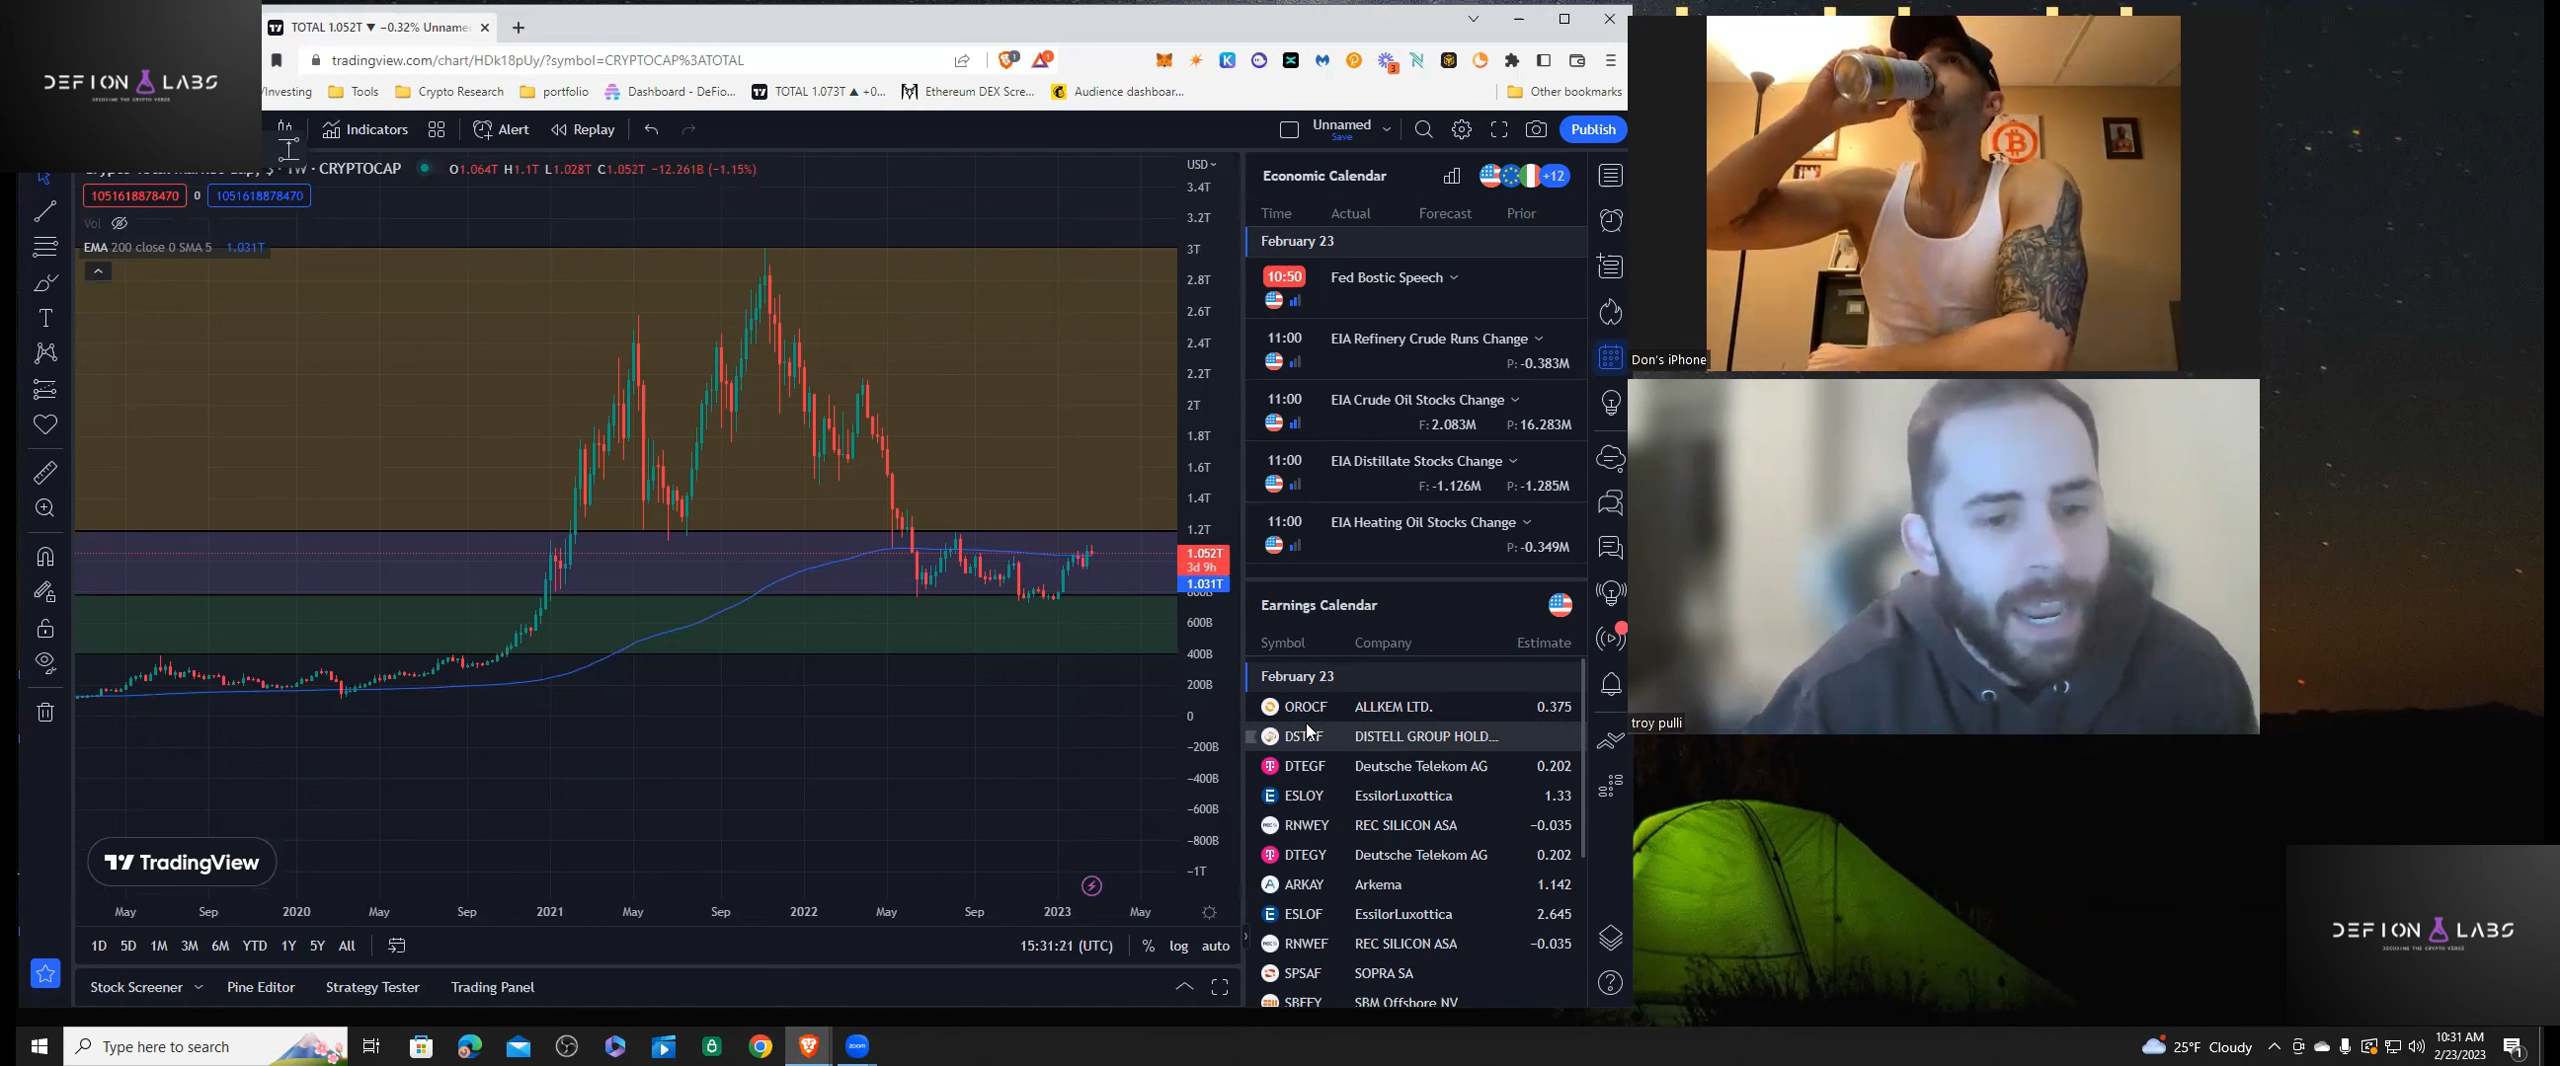 DEFION LABS
DECODING THE CRYPTO VERSE
TOTAL 1.052T ▼ −0.32% Unname
tradingview.com/chart/HDk18pUy/?symbol=CRYPTOCAP%3ATOTAL
/Investing Tools Crypto Research portfolio Dashboard - DeFio... TOTAL 1.073T ▲ +0... Ethereum DEX Scre... Audience dashboar... Other bookmarks
Indicators Alert Replay Unnamed Publish
Save
1W · CRYPTOCAP O1.064T H1.1T L1.028T C1.052T −12.261B (−1.15%)
1051618878470 0 1051618878470
Vol
EMA 200 close 0 SMA 5 1.031T
USD
3.4T
3.2T
3T
2.8T
2.6T
2.4T
2.2T
2T
1.8T
1.6T
1.4T
1.2T
1.052T
3d 9h
1.031T
800B
600B
400B
200B
0
−200B
−400B
−600B
−800B
−1T
TradingView
May Sep 2020 May Sep 2021 May Sep 2022 May Sep 2023 May
1D 5D 1M 3M 6M YTD 1Y 5Y All 15:31:21 (UTC) % log auto
Stock Screener Pine Editor Strategy Tester Trading Panel
Economic Calendar +12
Time Actual Forecast Prior
February 23
10:50 Fed Bostic Speech
11:00 EIA Refinery Crude Runs Change
P: -0.383M
11:00 EIA Crude Oil Stocks Change
F: 2.083M P: 16.283M
11:00 EIA Distillate Stocks Change
F: -1.126M P: -1.285M
11:00 EIA Heating Oil Stocks Change
P: -0.349M
Earnings Calendar
Symbol Company Estimate
February 23
OROCF ALLKEM LTD. 0.375
DISTELL GROUP HOLD...
DTEGF Deutsche Telekom AG 0.202
ESLOY EssilorLuxottica 1.33
RNWEY REC SILICON ASA −0.035
DTEGY Deutsche Telekom AG 0.202
ARKAY Arkema 1.142
ESLOF EssilorLuxottica 2.645
RNWEF REC SILICON ASA −0.035
SPSAF SOPRA SA
SBFFY SBM Offshore NV
Don's iPhone
troy pulli
DEFION LABS
DECODING THE CRYPTO VERSE
Type here to search
zoom
25°F Cloudy
10:31 AM
2/23/2023